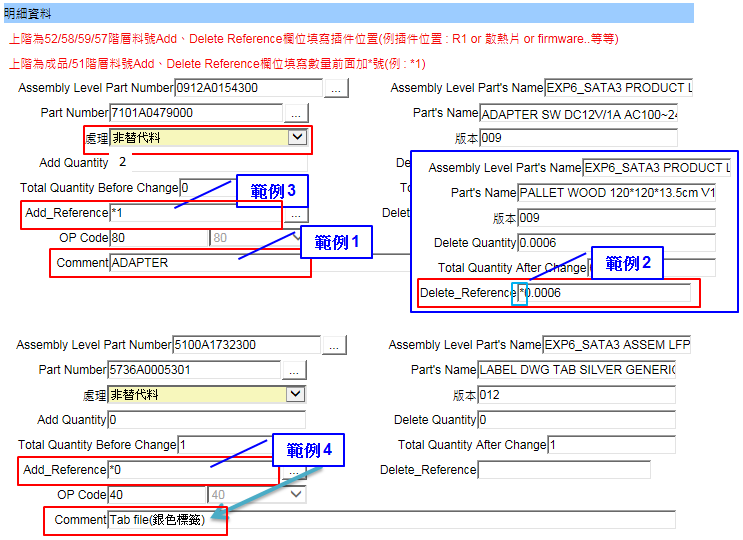 明細資料
上階為52/58/59/57階層料號Add、Delete Reference欄位填寫插件位置(例插件位置 : R1 or 散熱片 or firmware..等等)
上階為成品/51階層料號Add、Delete Reference欄位填寫數量前面加*號(例 : *1)
Assembly Level Part Number 0912A0154300 ... Assembly Level Part's Name EXP6_SATA3 PRODUCT L
Part Number 7101A0479000 ... Part's Name ADAPTER SW DC12V/1A AC100~24
處理 非替代料 版本 009
Add Quantity 2
Total Quantity Before Change 0
範例3
Add_Reference *1 ...
OP Code 80 80
範例1
Comment ADAPTER
Assembly Level Part's Name EXP6_SATA3 PRODUCT L
Part's Name PALLET WOOD 120*120*13.5cm V1
版本 009
Delete Quantity 0.0006
Total Quantity After Change
範例2
Delete_Reference *0.0006
Assembly Level Part Number 5100A1732300 ... Assembly Level Part's Name EXP6_SATA3 ASSEM LFP
Part Number 5736A0005301 ... Part's Name LABEL DWG TAB SILVER GENERIC
處理 非替代料 版本 012
Add Quantity 0 Delete Quantity 0
Total Quantity Before Change 1 Total Quantity After Change 1
範例4
Add_Reference *0 ... Delete_Reference
OP Code 40 40
Comment Tab file(銀色標籤)